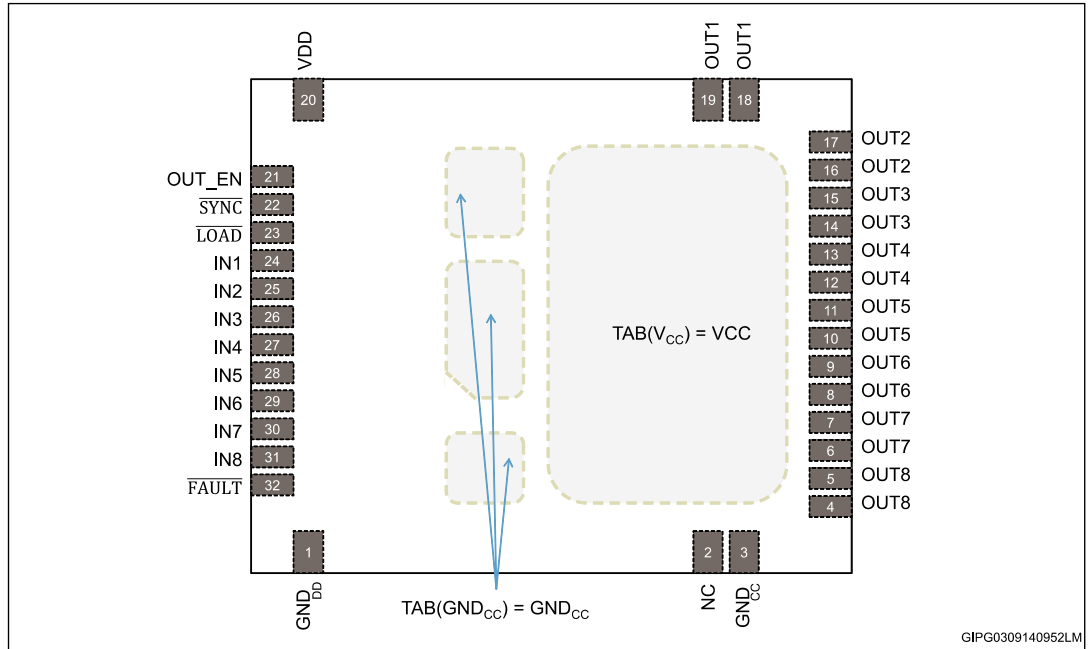 VDD
OUT1
OUT1
20
19
18
17 OUT2
16 OUT2
15 OUT3
14 OUT3
13 OUT4
12 OUT4
11 OUT5
10 OUT5
9 OUT6
8 OUT6
7 OUT7
6 OUT7
5 OUT8
4 OUT8
OUT_EN 21
SYNC 22
LOAD 23
IN1 24
IN2 25
IN3 26
IN4 27
IN5 28
IN6 29
IN7 30
IN8 31
FAULT 32
TAB(VCC) = VCC
1
2
3
GNDDD
NC
GNDCC
TAB(GNDCC) = GNDCC
GIPG0309140952LM